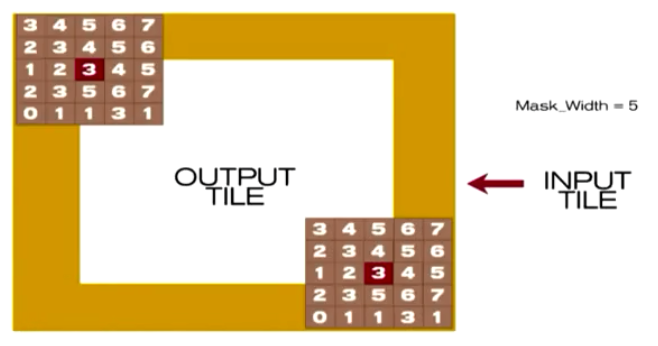 3 4 5 6 7
2 3 4 5 6
1 2 3 4 5
2 3 5 6 7
0 1 1 3 1
Mask_Width = 5
OUTPUT
TILE
INPUT
TILE
3 4 5 6 7
2 3 4 5 6
1 2 3 4 5
2 3 5 6 7
0 1 1 3 1